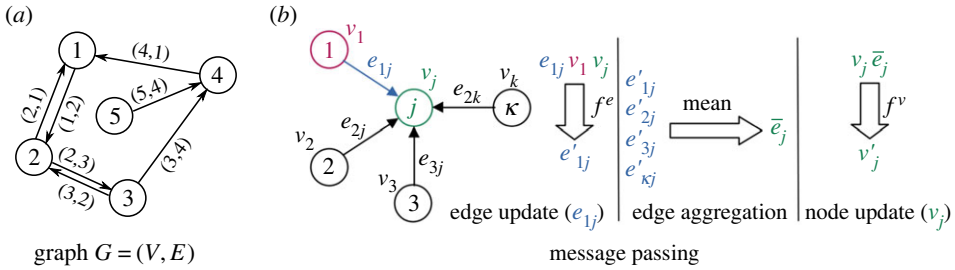 (a)
1
2
3
4
5
(2,1)
(1,2)
(2,3)
(3,2)
(3,4)
(5,4)
(4,1)
graph G = (V, E)
(b)
1 v₁
e₁ⱼ
vⱼ
j
e₂ₖ
vₖ
κ
v₂
2
e₂ⱼ
v₃
3
e₃ⱼ
e₁ⱼ v₁ vⱼ
fᵉ
e′₁ⱼ
edge update (e₁ⱼ)
e′₁ⱼ
e′₂ⱼ
e′₃ⱼ
e′κⱼ
mean
e̅ⱼ
edge aggregation
vⱼ e̅ⱼ
fᵛ
v′ⱼ
node update (vⱼ)
message passing